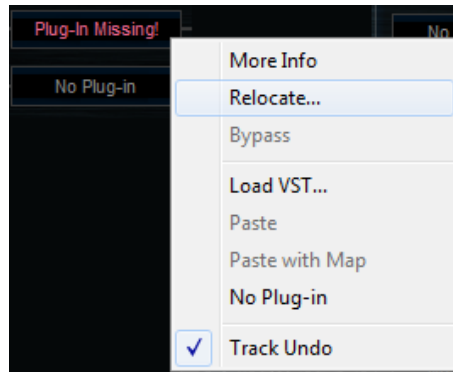 Plug-In Missing!
No
No Plug-in
More Info
Relocate...
Bypass
Load VST...
Paste
Paste with Map
No Plug-in
Track Undo